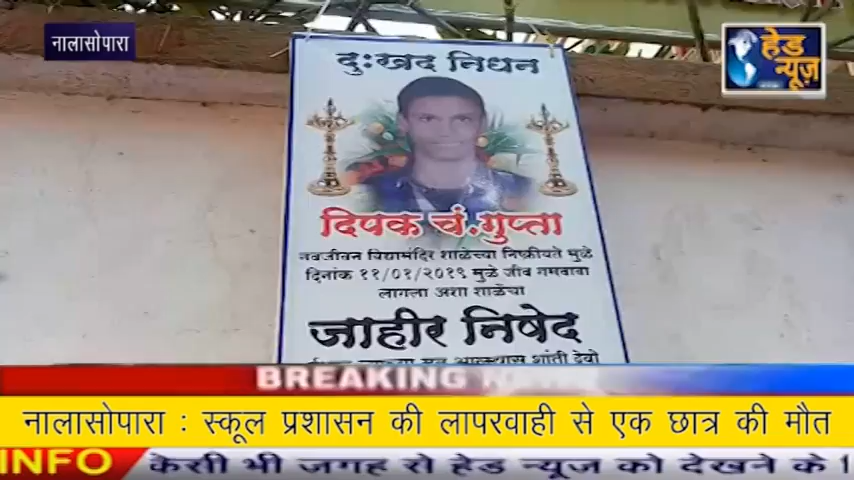 नालासोपारा
हेड
न्यूज़
दुःखद निधन
दिपक चं.गुप्ता
नवजीवन विद्यामंदिर शाळेच्या निष्क्रीयते मुळे
दिनांक ११/०१/२०१९ मुळे जीव गमवावा
लागला अशा शाळेचा
जाहीर निषेद
शांती देवो
BREAKING
नालासोपारा : स्कूल प्रशासन की लापरवाही से एक छात्र की मौत
INFO
केसी भी जगह से हेड न्यूज को देखने के